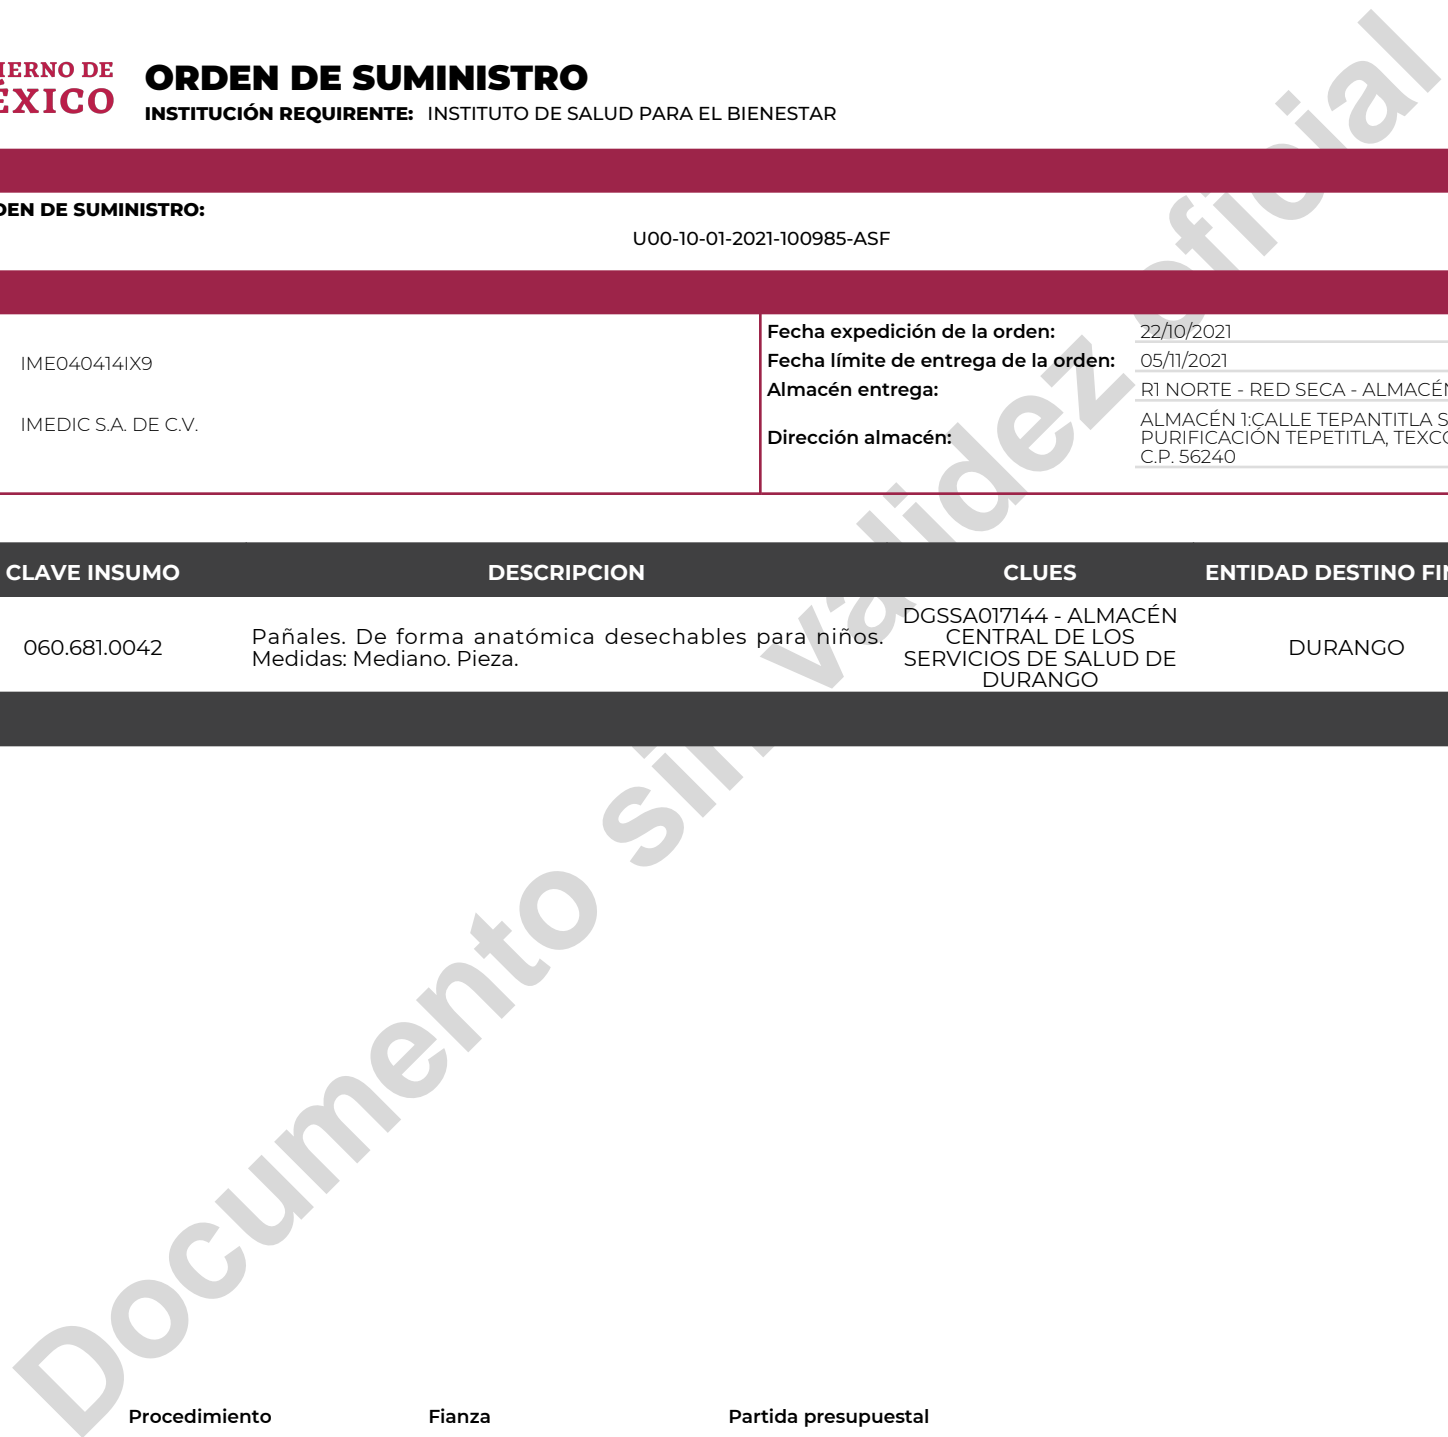 IERNO DE
ÉXICO
ORDEN DE SUMINISTRO
INSTITUCIÓN REQUIRENTE: INSTITUTO DE SALUD PARA EL BIENESTAR
DEN DE SUMINISTRO:
U00-10-01-2021-100985-ASF
IME040414IX9
IMEDIC S.A. DE C.V.
Fecha expedición de la orden: 22/10/2021
Fecha límite de entrega de la orden: 05/11/2021
Almacén entrega: R1 NORTE - RED SECA - ALMACÉN
Dirección almacén: ALMACÉN 1:CALLE TEPANTITLA S
PURIFICACIÓN TEPETITLA, TEXCO
C.P. 56240
CLAVE INSUMO DESCRIPCION CLUES ENTIDAD DESTINO FIN
060.681.0042
Pañales. De forma anatómica desechables para niños.
Medidas: Mediano. Pieza.
DGSSA017144 - ALMACÉN
CENTRAL DE LOS
SERVICIOS DE SALUD DE
DURANGO
DURANGO
Documento sin validez oficial
Procedimiento Fianza Partida presupuestal